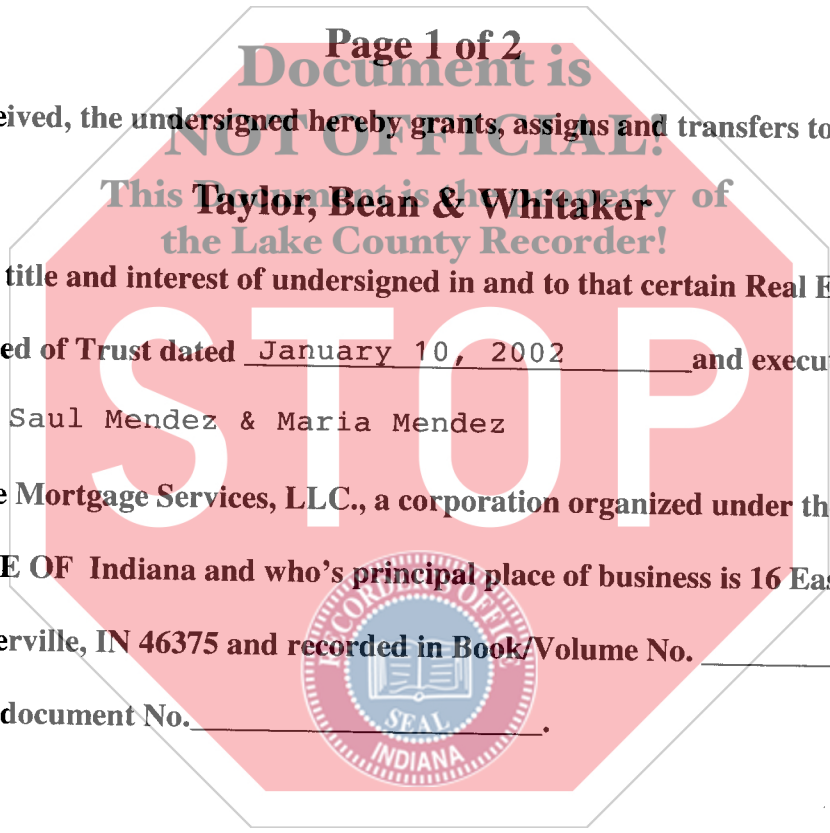 Page 1 of 2
Document is
eived, the undersigned hereby grants, assigns and transfers to
NOT OFFICIAL!
This Document is the property of
Taylor, Bean & Whitaker
the Lake County Recorder!
title and interest of undersigned in and to that certain Real E
ed of Trust dated January 10, 2002 and execu
Saul Mendez & Maria Mendez
STOP
e Mortgage Services, LLC., a corporation organized under th
E OF Indiana and who's principal place of business is 16 Eas
erville, IN 46375 and recorded in Book/Volume No.
document No. .
RECORDER'S OFFICE
SEAL
INDIANA